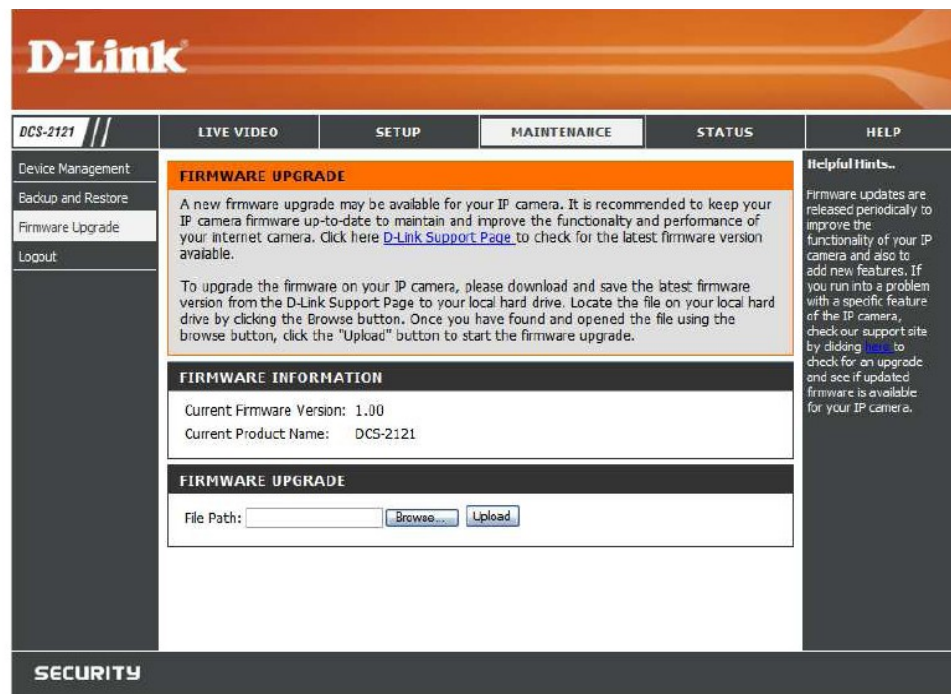 D-Link
DCS-2121
LIVE VIDEO
SETUP
MAINTENANCE
STATUS
HELP
Device Management
Backup and Restore
Firmware Upgrade
Logout
FIRMWARE UPGRADE
A new firmware upgrade may be available for your IP camera. It is recommended to keep your
IP camera firmware up-to-date to maintain and improve the functionalty and performance of
your internet camera. Click here D-Link Support Page to check for the latest firmware version
available.
To upgrade the firmware on your IP camera, please download and save the latest firmware
version from the D-Link Support Page to your local hard drive. Locate the file on your local hard
drive by clicking the Browse button. Once you have found and opened the file using the
browse button, click the "Upload" button to start the firmware upgrade.
FIRMWARE INFORMATION
Current Firmware Version: 1.00
Current Product Name: DCS-2121
FIRMWARE UPGRADE
File Path: Browse... Upload
Helpful Hints..
Firmware updates are
released periodically to
improve the
functionality of your IP
camera and also to
add new features. If
you run into a problem
with a specific feature
of the IP camera,
check our support site
by clicking here to
check for an upgrade
and see if updated
firmware is available
for your IP camera.
SECURITY